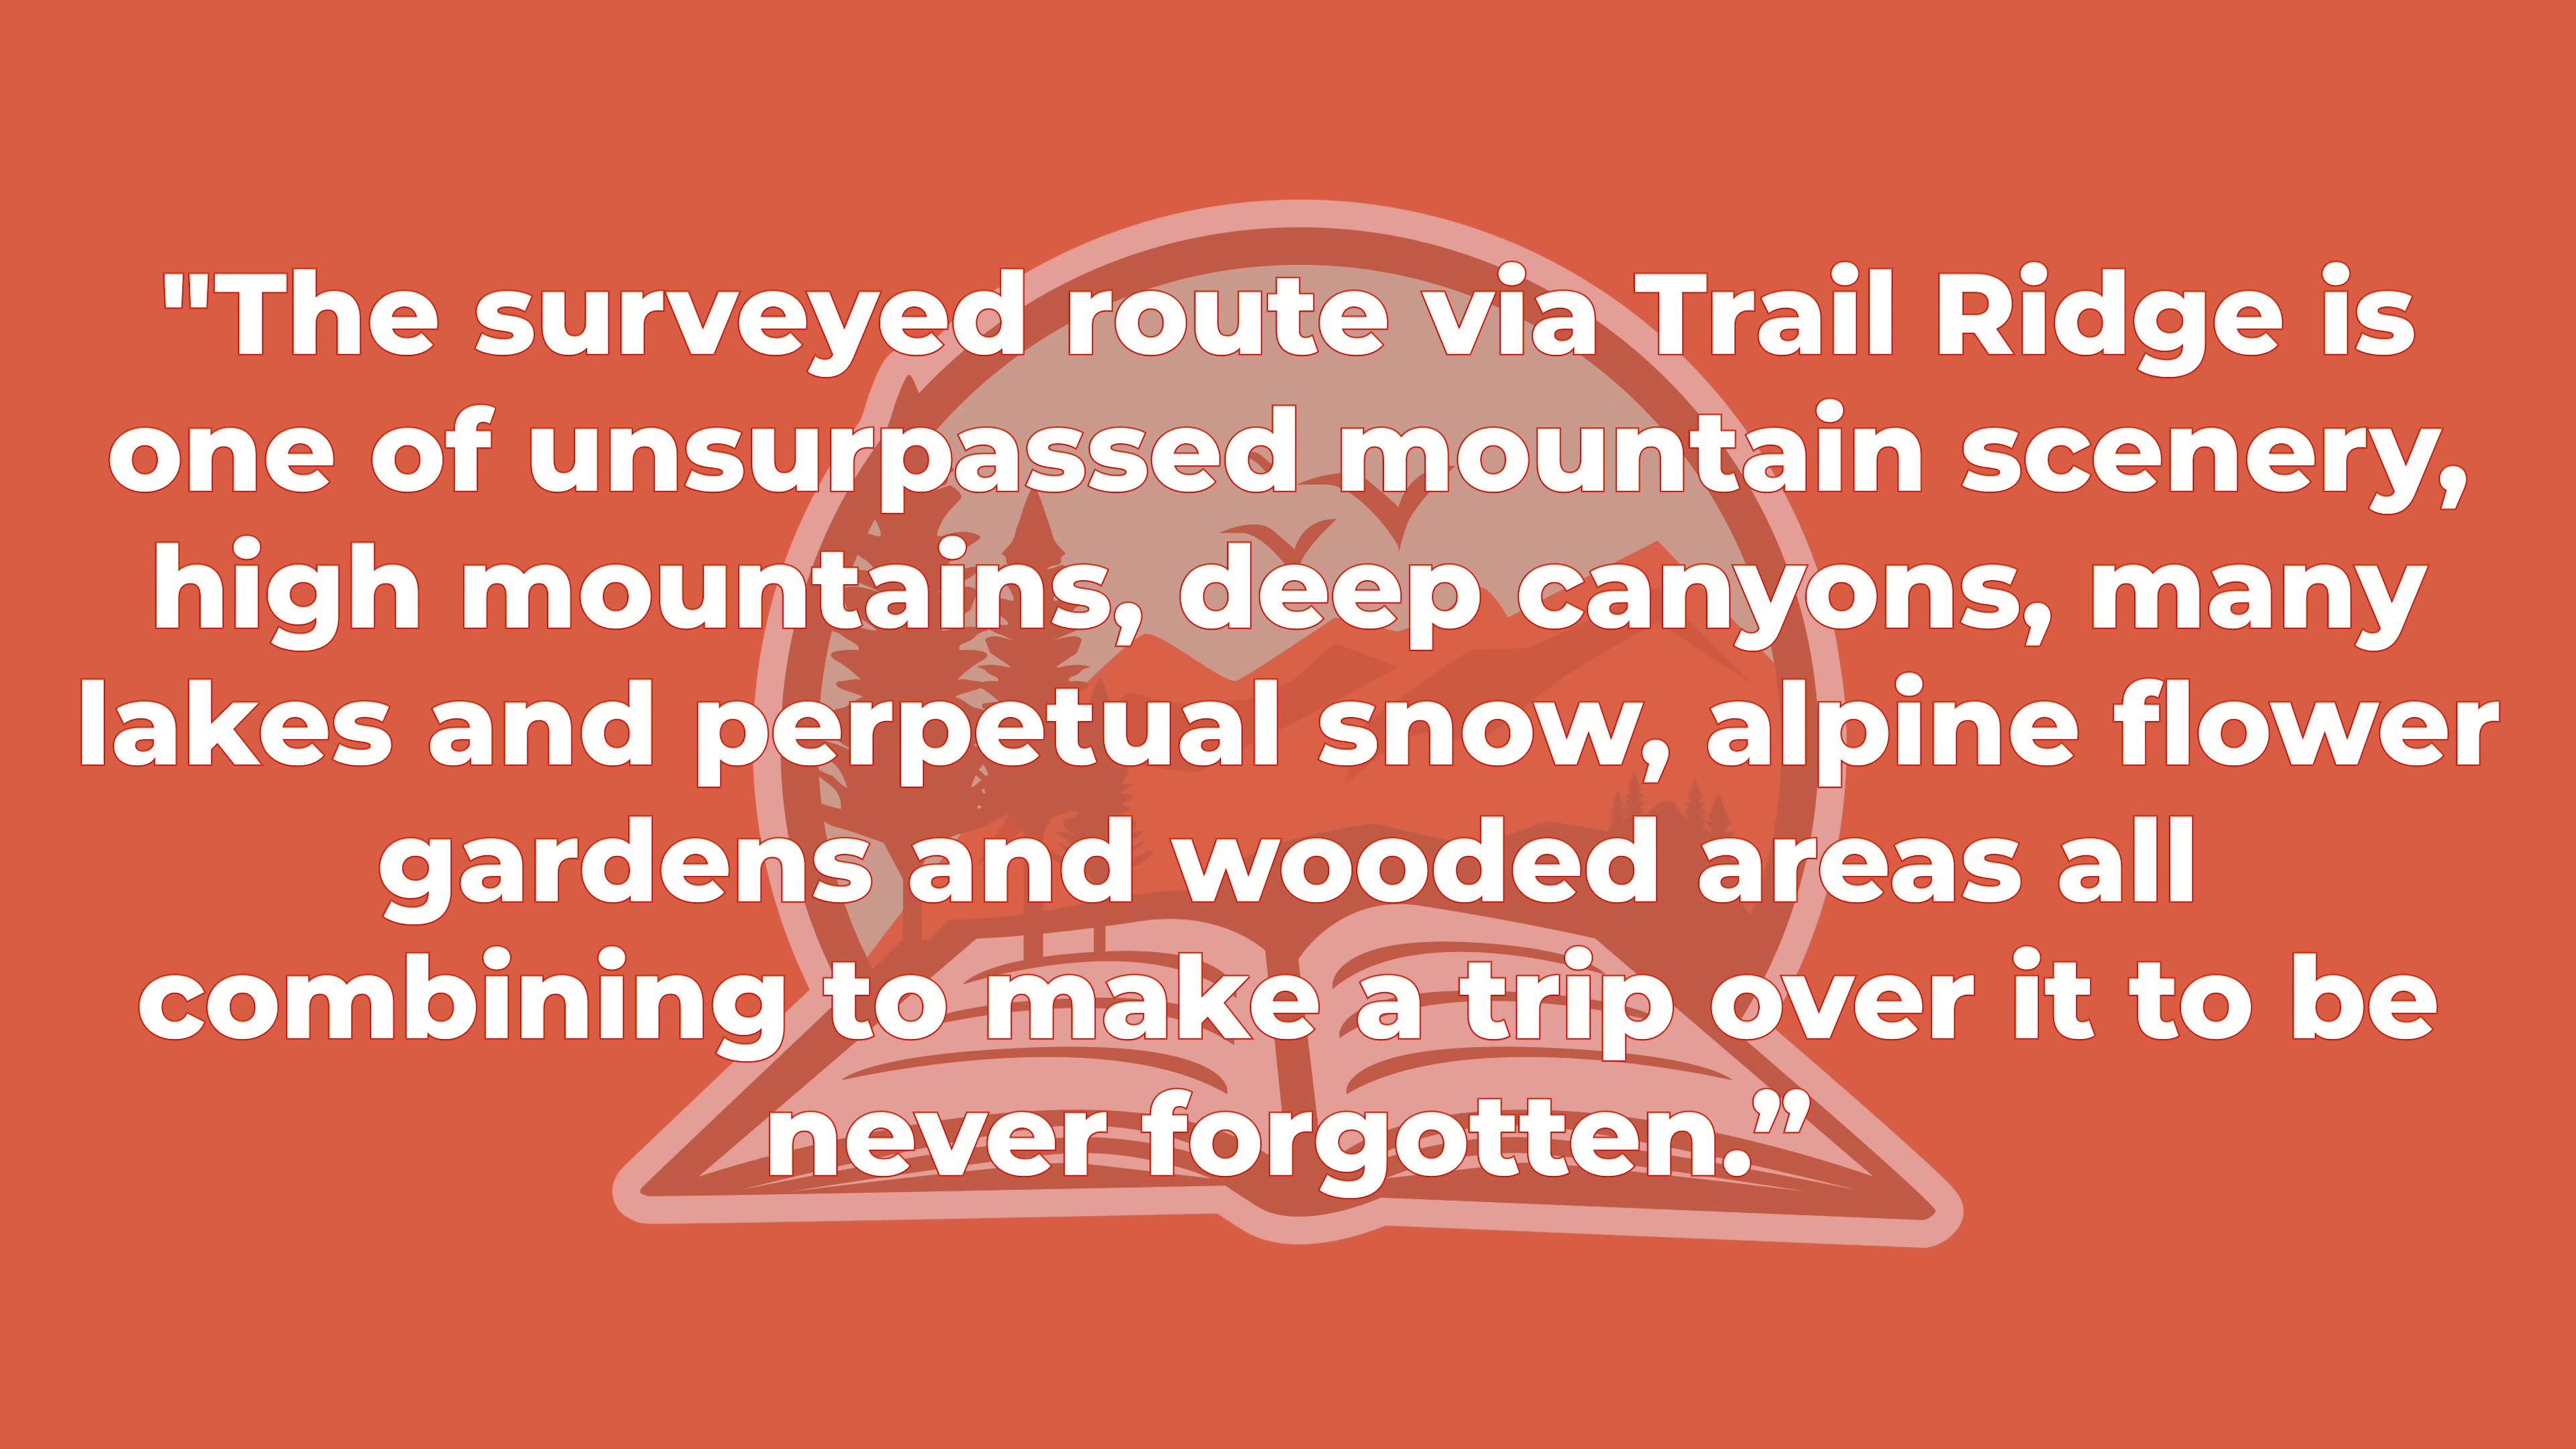 "The surveyed route via Trail Ridge is
one of unsurpassed mountain scenery,
high mountains, deep canyons, many
lakes and perpetual snow, alpine flower
gardens and wooded areas all
combining to make a trip over it to be
never forgotten.”